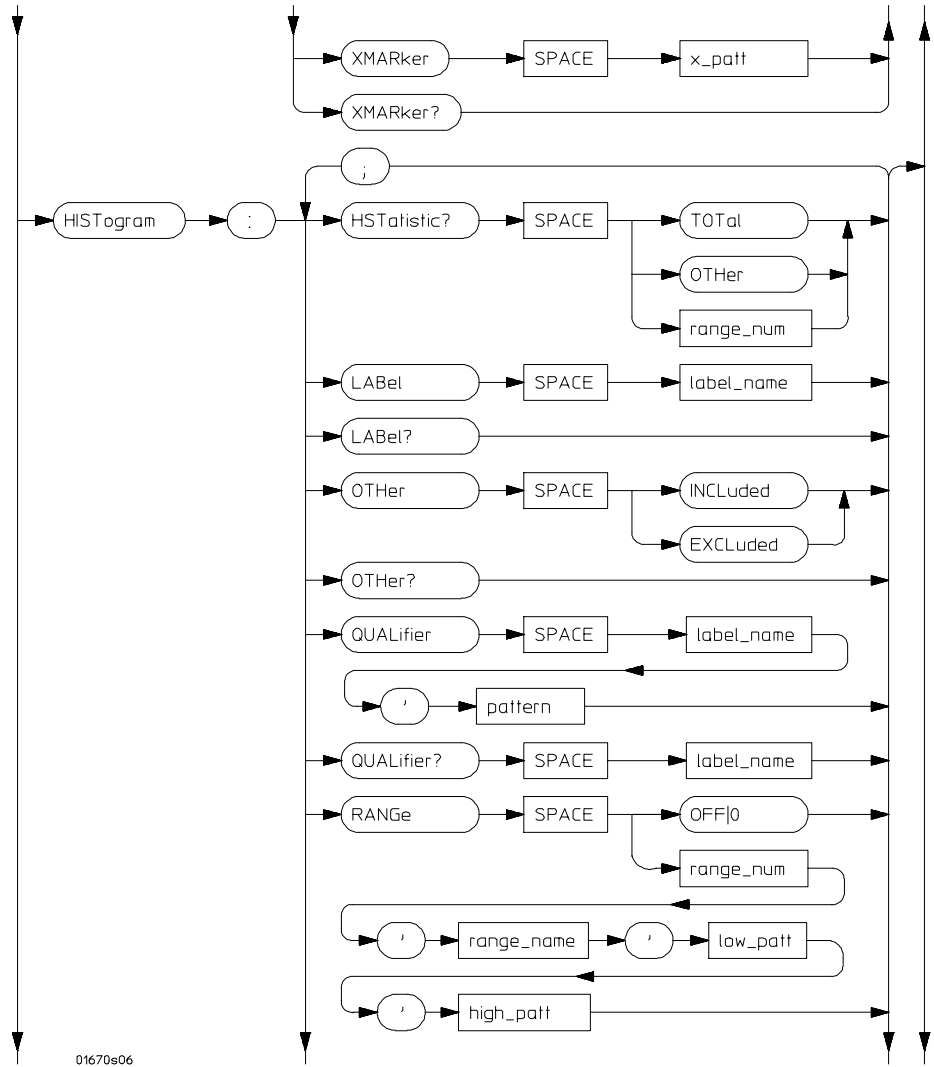 XMARker SPACE x_patt
XMARker?
;
HISTogram : HSTatistic? SPACE TOTal
OTHer
range_num
LABel SPACE label_name
LABel?
OTHer SPACE INCLuded
EXCLuded
OTHer?
QUALifier SPACE label_name
, pattern
QUALifier? SPACE label_name
RANGe SPACE OFF|0
range_num
, range_name , low_patt
, high_patt
01670s06